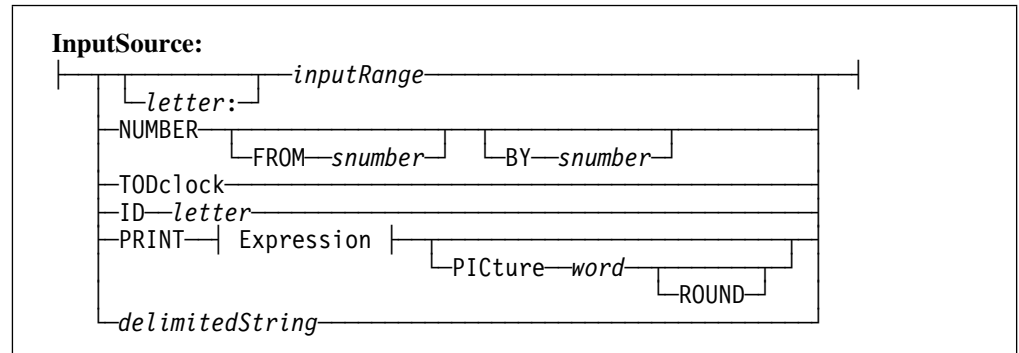 InputSource:
inputRange
letter:
NUMBER
FROM snumber BY snumber
TODclock
ID letter
PRINT Expression
PICture word
ROUND
delimitedString